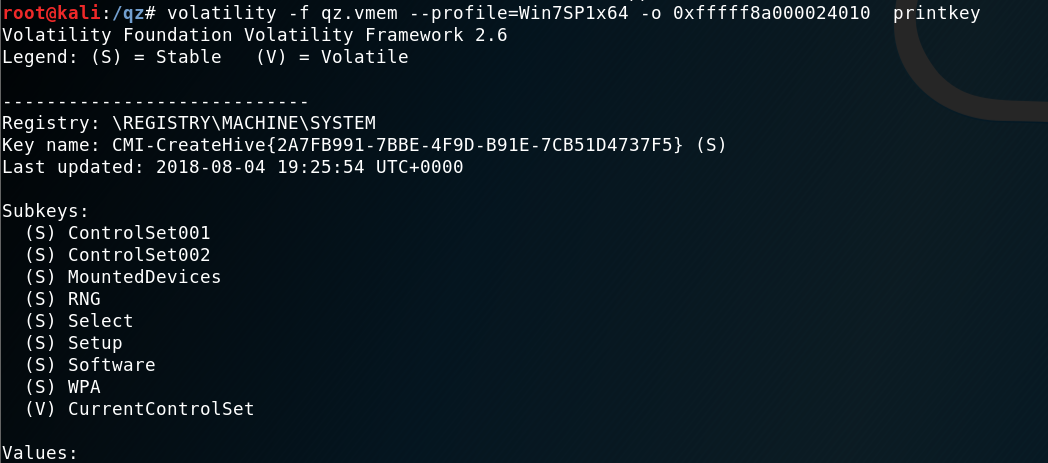 root@kali:/qz# volatility -f qz.vmem --profile=Win7SP1x64 -o 0xfffff8a000024010  printkey
Volatility Foundation Volatility Framework 2.6
Legend: (S) = Stable   (V) = Volatile
----------------------------
Registry: \REGISTRY\MACHINE\SYSTEM
Key name: CMI-CreateHive{2A7FB991-7BBE-4F9D-B91E-7CB51D4737F5} (S)
Last updated: 2018-08-04 19:25:54 UTC+0000
Subkeys:
  (S) ControlSet001
  (S) ControlSet002
  (S) MountedDevices
  (S) RNG
  (S) Select
  (S) Setup
  (S) Software
  (S) WPA
  (V) CurrentControlSet
Values: